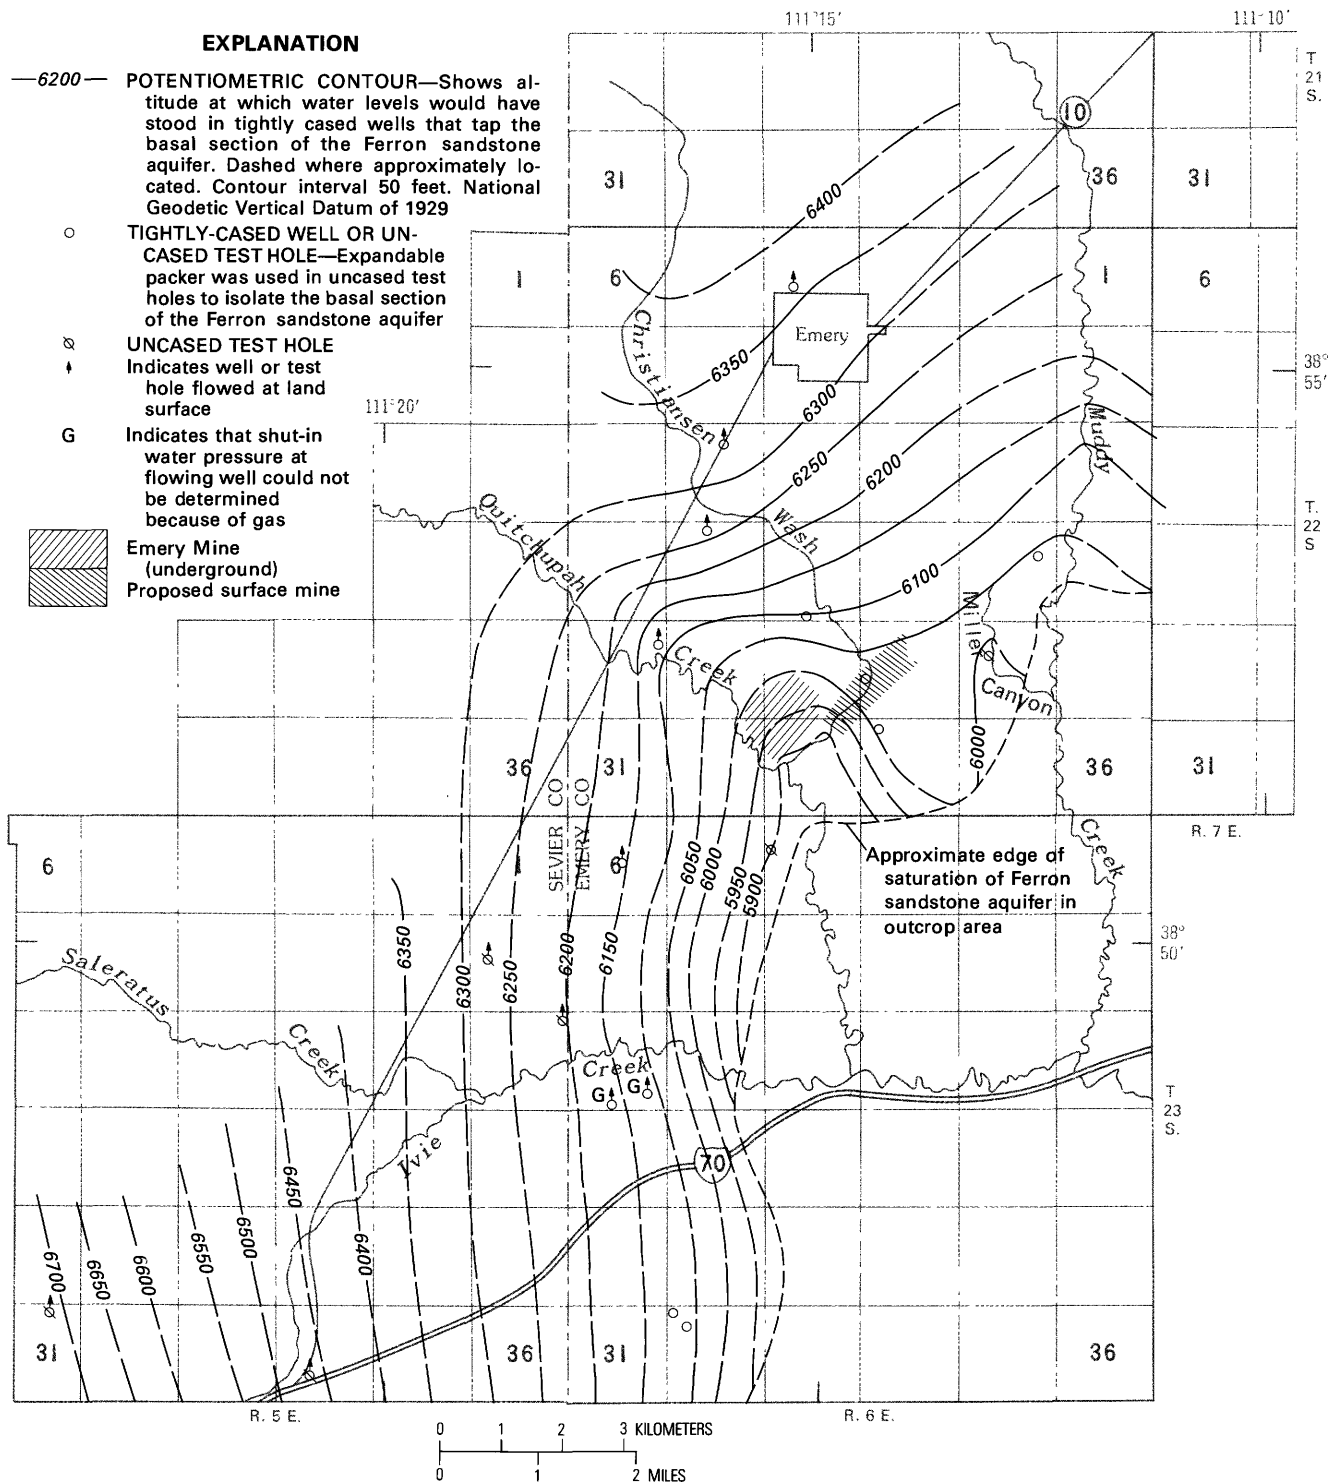 111°15'
111°10'
EXPLANATION
—6200— POTENTIOMETRIC CONTOUR—Shows al-
titude at which water levels would have
stood in tightly cased wells that tap the
basal section of the Ferron sandstone
aquifer. Dashed where approximately lo-
cated. Contour interval 50 feet. National
Geodetic Vertical Datum of 1929
TIGHTLY-CASED WELL OR UN-
CASED TEST HOLE—Expandable
packer was used in uncased test
holes to isolate the basal section
of the Ferron sandstone aquifer
UNCASED TEST HOLE
Indicates well or test
hole flowed at land
surface
G Indicates that shut-in
water pressure at
flowing well could not
be determined
because of gas
Emery Mine
(underground)
Proposed surface mine
T
21
S.
10
31
36
31
6400
1
6
1
6
Emery
Christiansen
6350
38°
55'
6300
111°20'
Muddy
6250
6200
Quitchupah
Wash
T.
22
S
6100
Miller
Creek
Canyon
6000
36
31
36
31
SEVIER CO
EMERY CO
R. 7 E.
6
6
6050
6000
5950
5900
Creek
Approximate edge of
saturation of Ferron
sandstone aquifer in
outcrop area
6350
6300
6250
6200
6150
38°
50'
Saleratus
Creek
Creek
G
G
T
23
S.
Ivie
70
6450
6500
6400
6550
6600
6650
6700
31
36
31
36
R. 5 E.
R. 6 E.
0 1 2 3 KILOMETERS
0 1 2 MILES